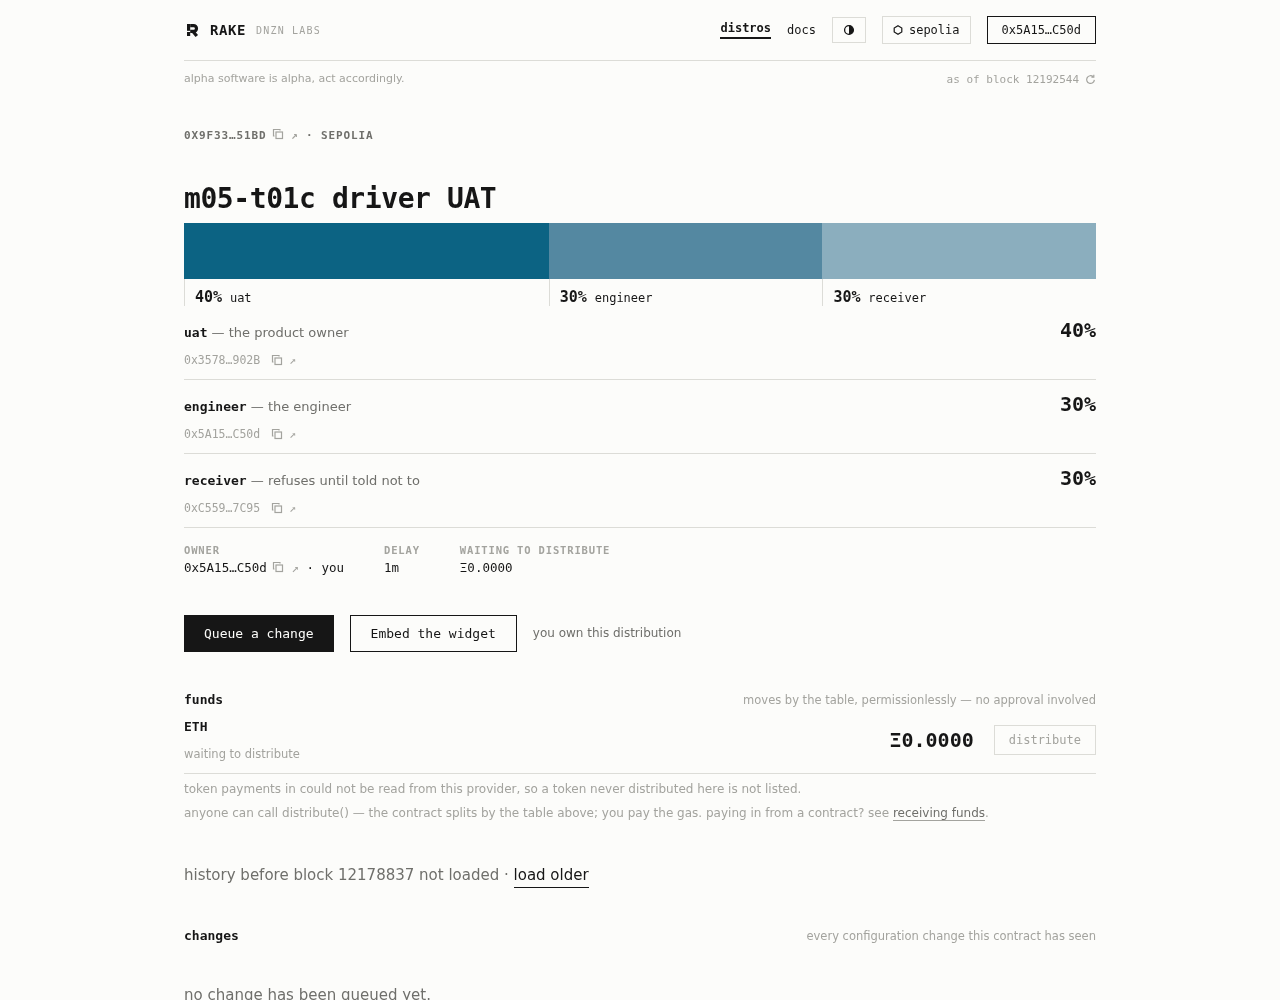 RAKE DNZN LABS
distros docs sepolia 0x5A15…C50d
alpha software is alpha, act accordingly.
as of block 12192544
0X9F33…51BD ↗ · SEPOLIA
m05-t01c driver UAT
40% uat
30% engineer
30% receiver
uat — the product owner
40%
0x3578…902B ↗
engineer — the engineer
30%
0x5A15…C50d ↗
receiver — refuses until told not to
30%
0xC559…7C95 ↗
OWNER
0x5A15…C50d ↗ · you
DELAY
1m
WAITING TO DISTRIBUTE
Ξ0.0000
Queue a change
Embed the widget
you own this distribution
funds
moves by the table, permissionlessly — no approval involved
ETH
waiting to distribute
Ξ0.0000
distribute
token payments in could not be read from this provider, so a token never distributed here is not listed.
anyone can call distribute() — the contract splits by the table above; you pay the gas. paying in from a contract? see receiving funds.
history before block 12178837 not loaded · load older
changes
every configuration change this contract has seen
no change has been queued yet.